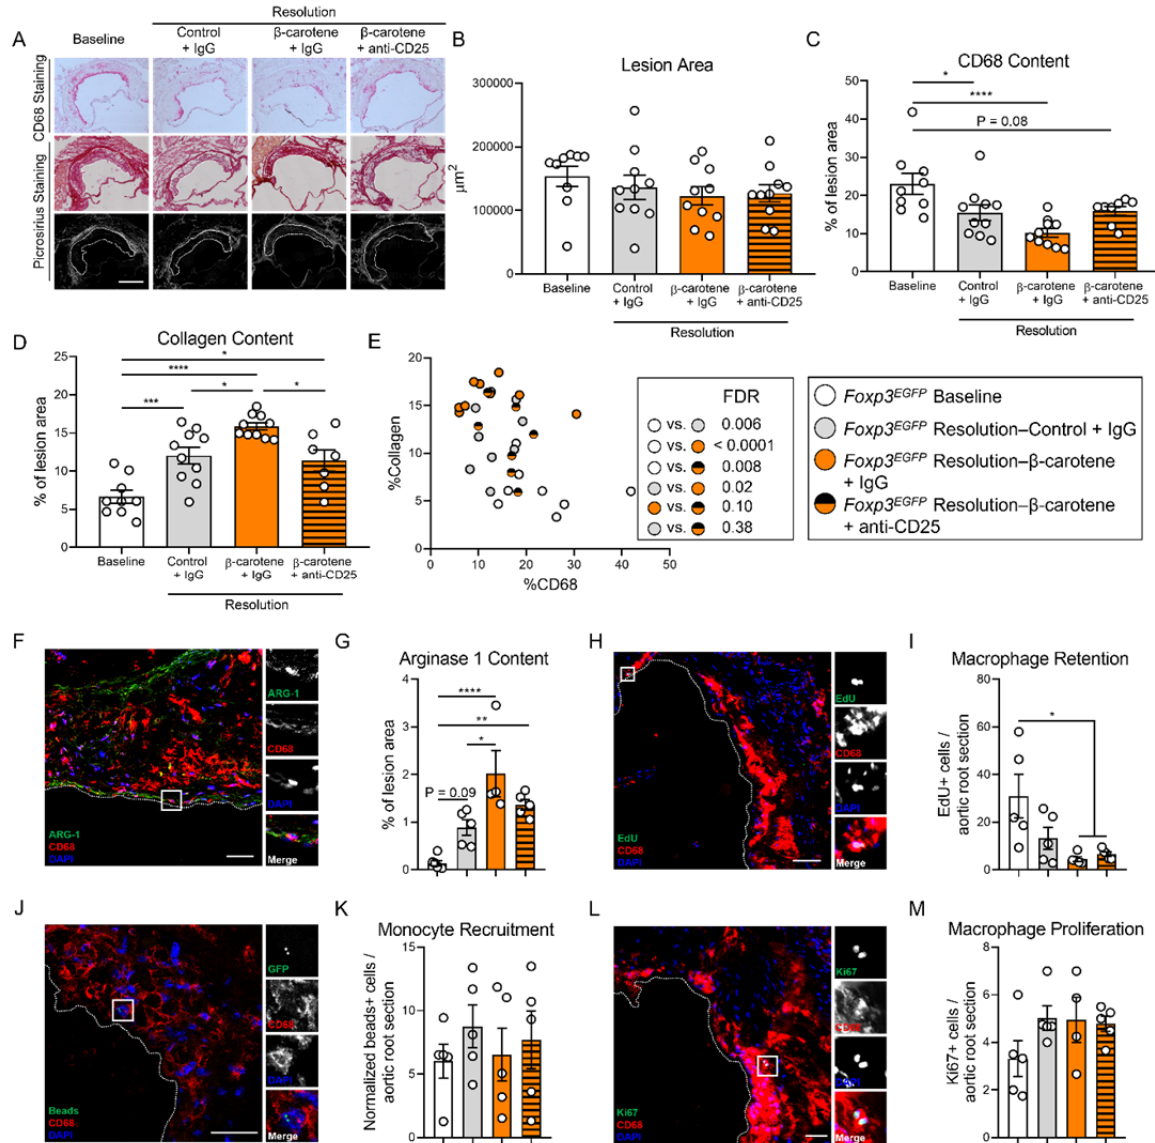 Resolution
A
Baseline
Control
+ IgG
β-carotene
+ IgG
β-carotene
+ anti-CD25
CD68 Staining
Picrosirius Staining
Picrosirius Staining
B
Lesion Area
μm²
300000
200000
100000
0
Baseline
Control
+ IgG
β-carotene
+ IgG
β-carotene
+ anti-CD25
Resolution
C
CD68 Content
% of lesion area
50
40
30
20
10
0
*
****
P = 0.08
Baseline
Control
+ IgG
β-carotene
+ IgG
β-carotene
+ anti-CD25
Resolution
D
Collagen Content
% of lesion area
25
20
15
10
5
0
*
****
*
*
***
Baseline
Control
+ IgG
β-carotene
+ IgG
β-carotene
+ anti-CD25
Resolution
E
%Collagen
20
15
10
5
0
0
10
20
30
40
50
%CD68
FDR
vs. 0.006
vs. < 0.0001
vs. 0.008
vs. 0.02
vs. 0.10
vs. 0.38
Foxp3EGFP Baseline
Foxp3EGFP Resolution–Control + IgG
Foxp3EGFP Resolution–β-carotene
+ IgG
Foxp3EGFP Resolution–β-carotene
+ anti-CD25
F
ARG-1
CD68
DAPI
ARG-1
CD68
DAPI
Merge
G
Arginase 1 Content
% of lesion area
4
3
2
1
0
****
**
*
P = 0.09
H
EdU
CD68
DAPI
EdU
CD68
DAPI
Merge
I
Macrophage Retention
EdU+ cells /
aortic root section
80
60
40
20
0
*
J
Beads
CD68
DAPI
GFP
CD68
DAPI
Merge
K
Monocyte Recruitment
Normalized beads+ cells /
aortic root section
15
10
5
0
L
Ki67
CD68
DAPI
Ki67
CD68
DAPI
Merge
M
Macrophage Proliferation
Ki67+ cells /
aortic root section
8
6
4
2
0